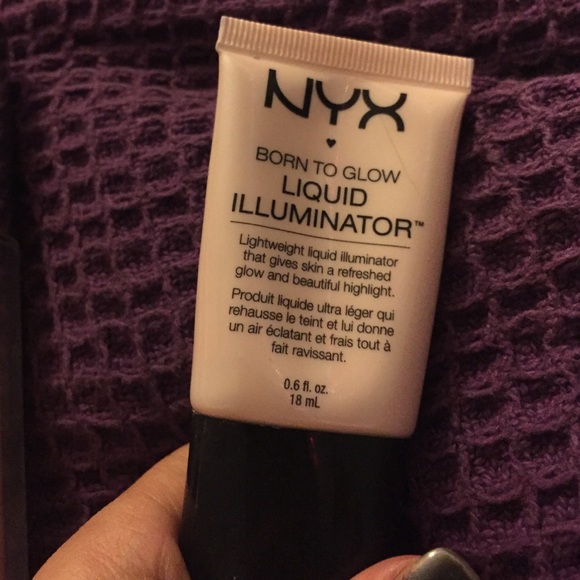 NYX
BORN TO GLOW
LIQUID
ILLUMINATOR™
Lightweight liquid illuminator
that gives skin a refreshed
glow and beautiful highlight.
Produit liquide ultra léger qui
rehausse le teint et lui donne
un air éclatant et frais tout à
fait ravissant.
0.6 fl. oz.
18 mL